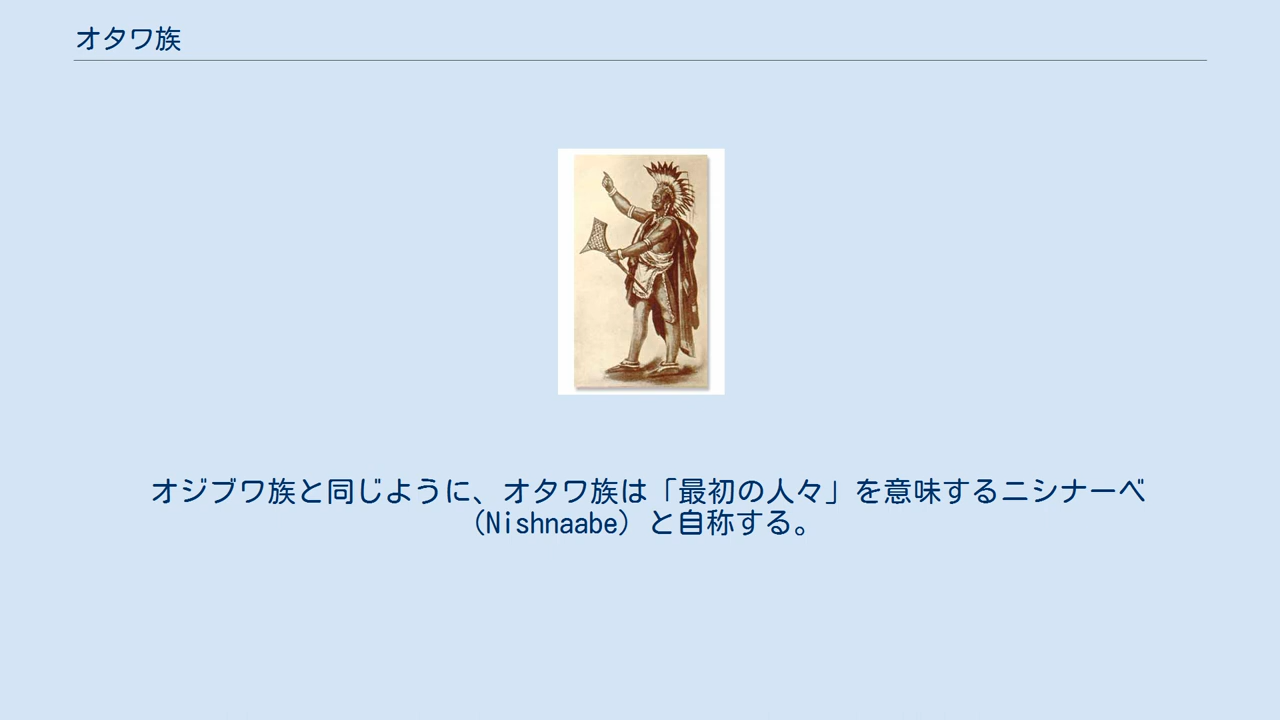 オタワ族
オジブワ族と同じように、オタワ族は「最初の人々」を意味するニシナーベ
（Nishnaabe）と自称する。